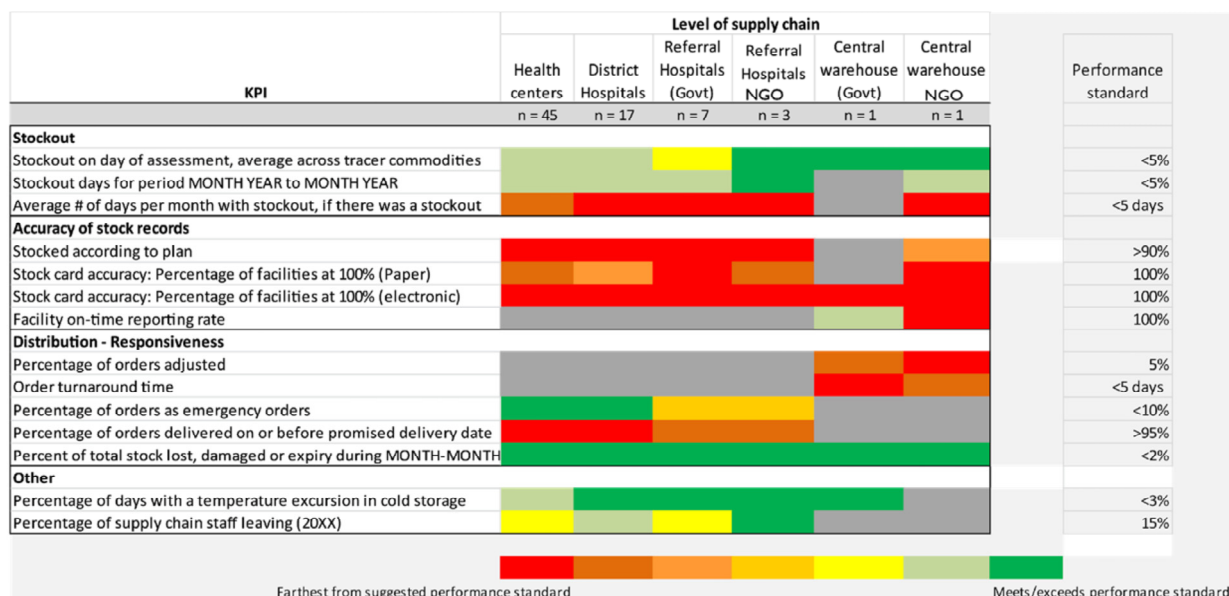 Level of supply chain
KPI
Health centers
District Hospitals
Referral Hospitals (Govt)
Referral Hospitals NGO
Central warehouse (Govt)
Central warehouse NGO
Performance standard
n = 45 n = 17 n = 7 n = 3 n = 1 n = 1
Stockout
Stockout on day of assessment, average across tracer commodities <5%
Stockout days for period MONTH YEAR to MONTH YEAR <5%
Average # of days per month with stockout, if there was a stockout <5 days
Accuracy of stock records
Stocked according to plan >90%
Stock card accuracy: Percentage of facilities at 100% (Paper) 100%
Stock card accuracy: Percentage of facilities at 100% (electronic) 100%
Facility on-time reporting rate 100%
Distribution - Responsiveness
Percentage of orders adjusted 5%
Order turnaround time <5 days
Percentage of orders as emergency orders <10%
Percentage of orders delivered on or before promised delivery date >95%
Percent of total stock lost, damaged or expiry during MONTH-MONTH <2%
Other
Percentage of days with a temperature excursion in cold storage <3%
Percentage of supply chain staff leaving (20XX) 15%
Farthest from suggested performance standard Meets/exceeds performance standard